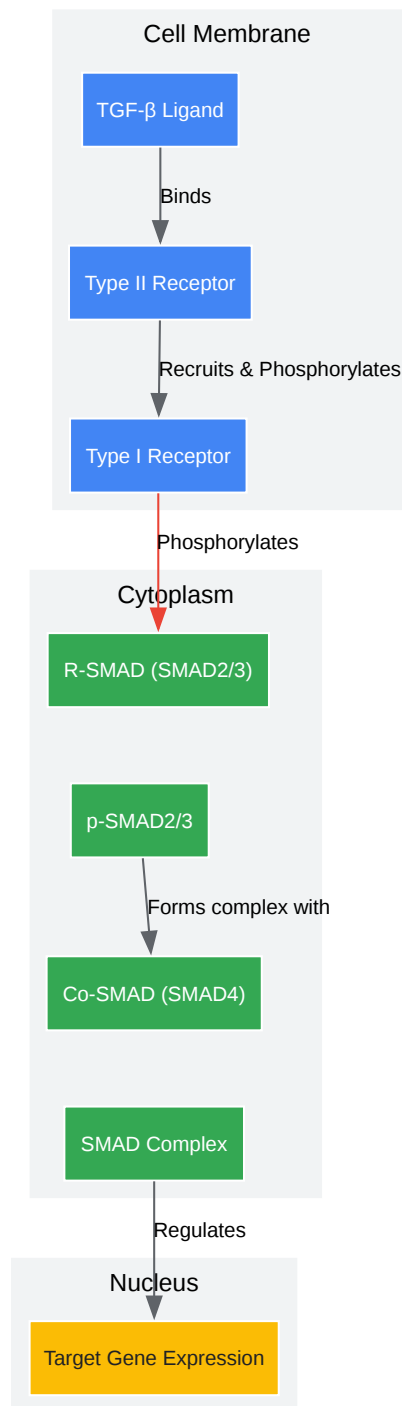 Cell Membrane
TGF-β Ligand
Binds
Type II Receptor
Recruits & Phosphorylates
Type I Receptor
Phosphorylates
Cytoplasm
R-SMAD (SMAD2/3)
p-SMAD2/3
Forms complex with
Co-SMAD (SMAD4)
SMAD Complex
Regulates
Nucleus
Target Gene Expression